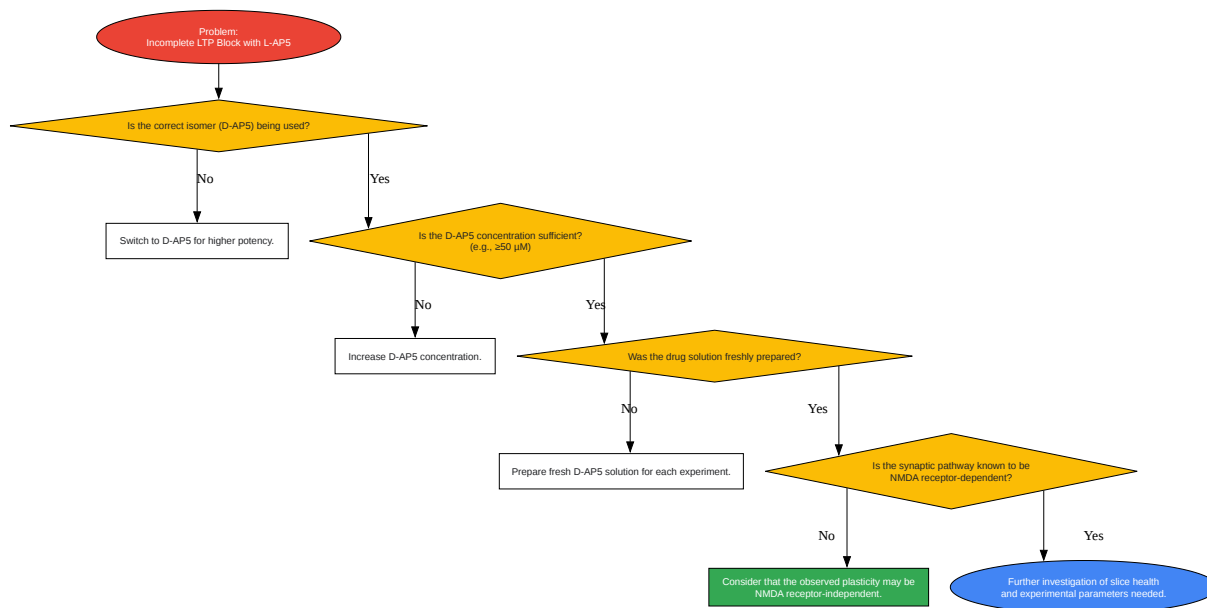 Problem:
Incomplete LTP Block with L-AP5
Is the correct isomer (D-AP5) being used?
No
Yes
Switch to D-AP5 for higher potency.
Is the D-AP5 concentration sufficient?
(e.g., ≥50 µM)
No
Yes
Increase D-AP5 concentration.
Was the drug solution freshly prepared?
No
Yes
Prepare fresh D-AP5 solution for each experiment.
Is the synaptic pathway known to be
NMDA receptor-dependent?
No
Yes
Consider that the observed plasticity may be
NMDA receptor-independent.
Further investigation of slice health
and experimental parameters needed.